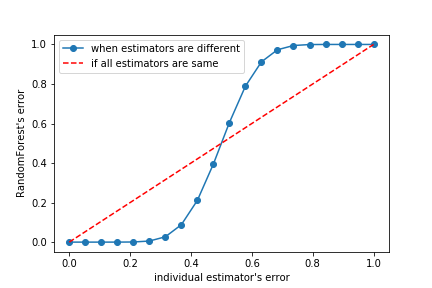 when estimators are different
if all estimators are same
RandomForest's error
1.0
0.8
0.6
0.4
0.2
0.0
0.0 0.2 0.4 0.6 0.8 1.0
individual estimator's error